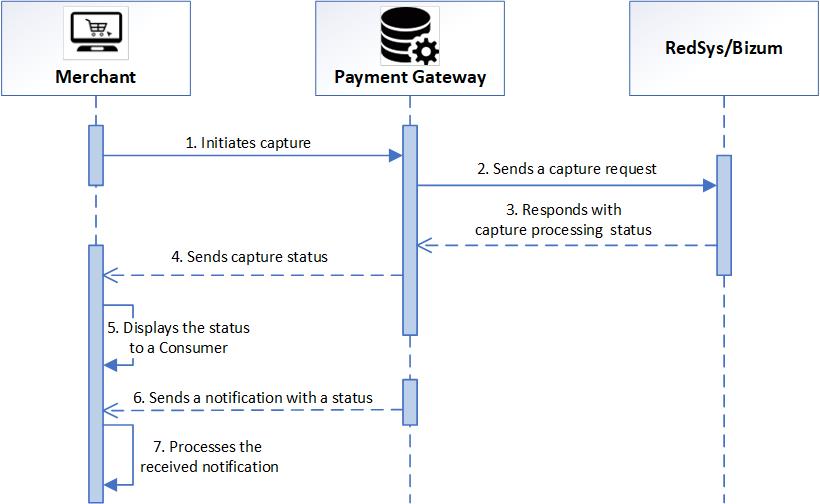 Merchant
Payment Gateway
RedSys/Bizum
1. Initiates capture
2. Sends a capture request
3. Responds with
capture processing status
4. Sends capture status
5. Displays the status
to a Consumer
6. Sends a notification with a status
7. Processes the
received notification